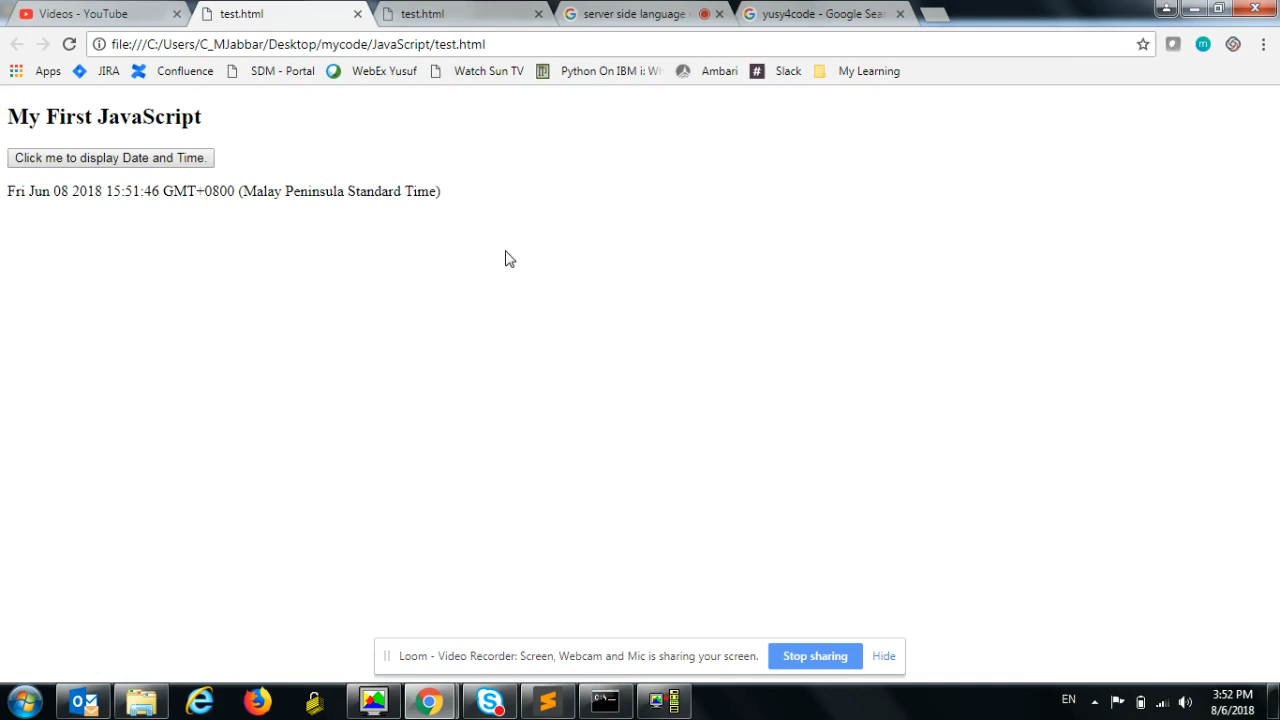 Videos - YouTube
test.html
test.html
server side language
yusy4code - Google Sea
file:///C:/Users/C_MJabbar/Desktop/mycode/JavaScript/test.html
Apps
JIRA
Confluence
SDM - Portal
WebEx Yusuf
Watch Sun TV
Python On IBM i: Wh
Ambari
Slack
My Learning
My First JavaScript
Click me to display Date and Time.
Fri Jun 08 2018 15:51:46 GMT+0800 (Malay Peninsula Standard Time)
Loom - Video Recorder: Screen, Webcam and Mic is sharing your screen.
Stop sharing
Hide
EN
3:52 PM
8/6/2018